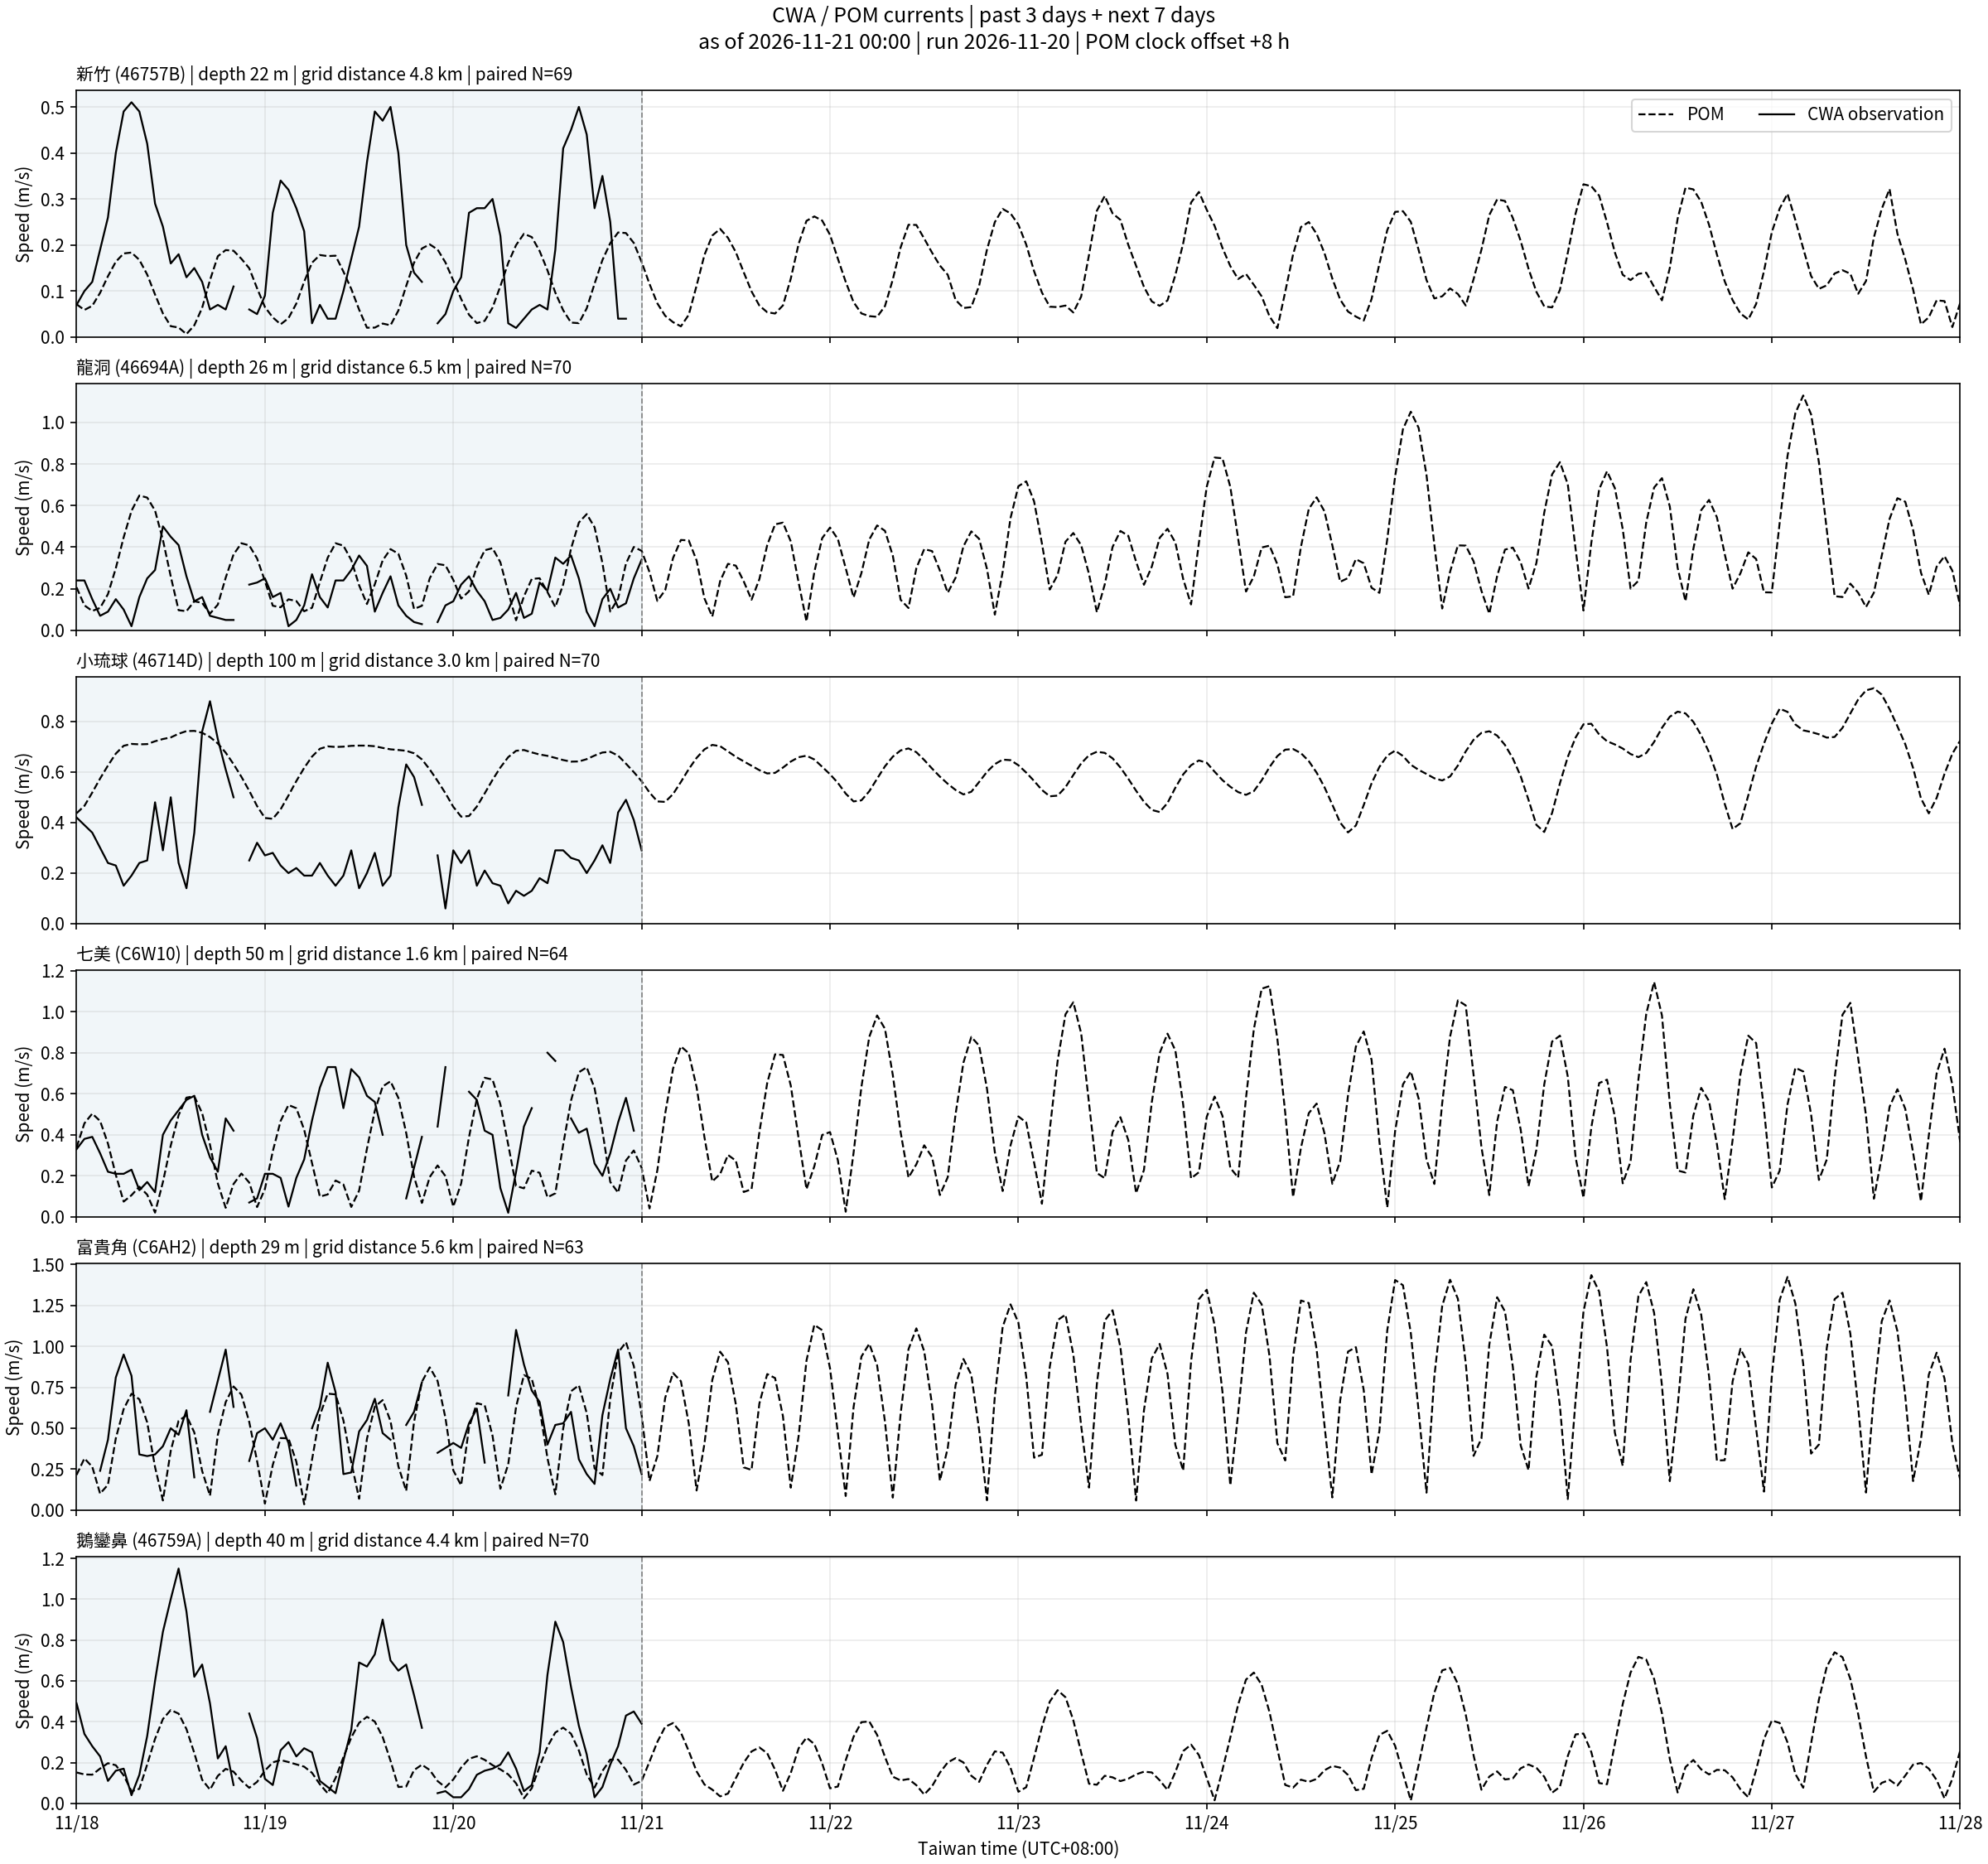 CWA / POM currents | past 3 days + next 7 days
as of 2026-11-21 00:00 | run 2026-11-20 | POM clock offset +8 h
新竹 (46757B) | depth 22 m | grid distance 4.8 km | paired N=69
Speed (m/s)
0.5
0.4
0.3
0.2
0.1
0.0
POM
CWA observation
龍洞 (46694A) | depth 26 m | grid distance 6.5 km | paired N=70
Speed (m/s)
1.0
0.8
0.6
0.4
0.2
0.0
小琉球 (46714D) | depth 100 m | grid distance 3.0 km | paired N=70
Speed (m/s)
0.8
0.6
0.4
0.2
0.0
七美 (C6W10) | depth 50 m | grid distance 1.6 km | paired N=64
Speed (m/s)
1.2
1.0
0.8
0.6
0.4
0.2
0.0
富貴角 (C6AH2) | depth 29 m | grid distance 5.6 km | paired N=63
Speed (m/s)
1.50
1.25
1.00
0.75
0.50
0.25
0.00
鵝鑾鼻 (46759A) | depth 40 m | grid distance 4.4 km | paired N=70
Speed (m/s)
1.2
1.0
0.8
0.6
0.4
0.2
0.0
11/18 11/19 11/20 11/21 11/22 11/23 11/24 11/25 11/26 11/27 11/28
Taiwan time (UTC+08:00)